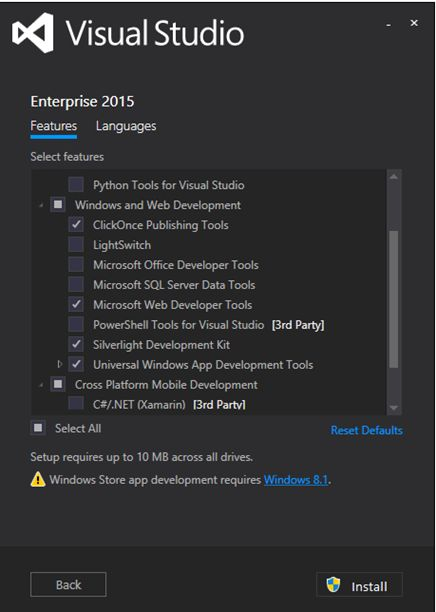 Visual Studio
Enterprise 2015
Features Languages
Select features
Python Tools for Visual Studio
Windows and Web Development
ClickOnce Publishing Tools
LightSwitch
Microsoft Office Developer Tools
Microsoft SQL Server Data Tools
Microsoft Web Developer Tools
PowerShell Tools for Visual Studio [3rd Party]
Silverlight Development Kit
Universal Windows App Development Tools
Cross Platform Mobile Development
C#/.NET (Xamarin) [3rd Party]
Select All Reset Defaults
Setup requires up to 10 MB across all drives.
Windows Store app development requires Windows 8.1.
Back Install